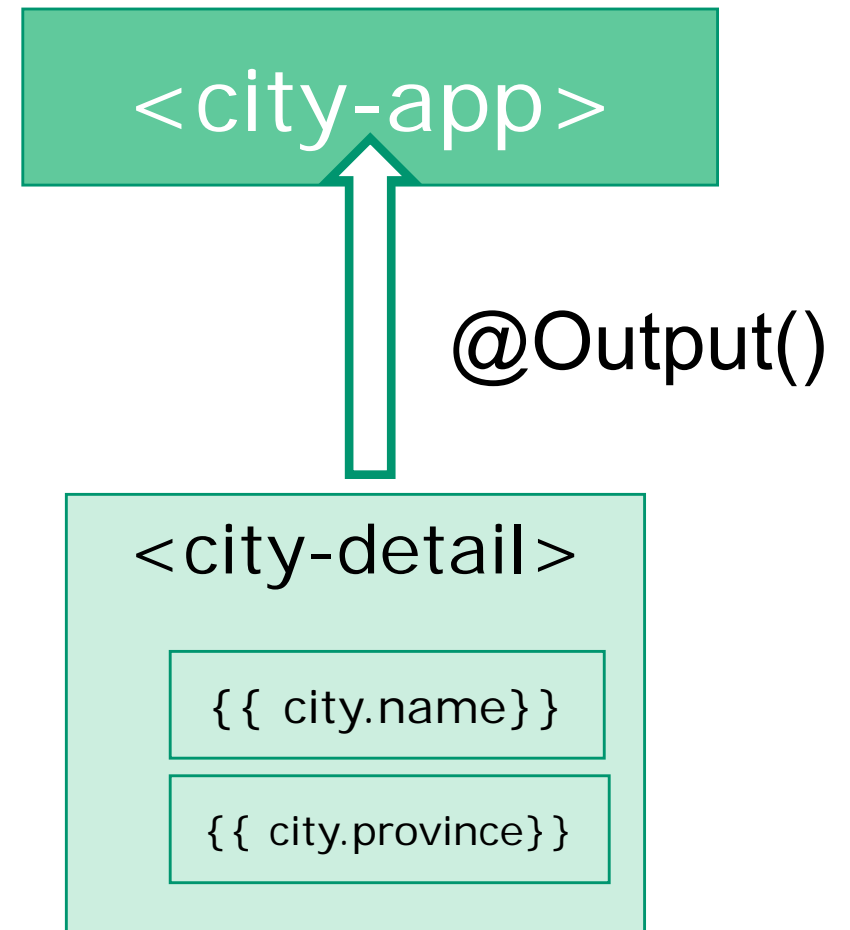 <city-app>
@Output()
<city-detail>
{{ city.name}}
{{ city.province}}